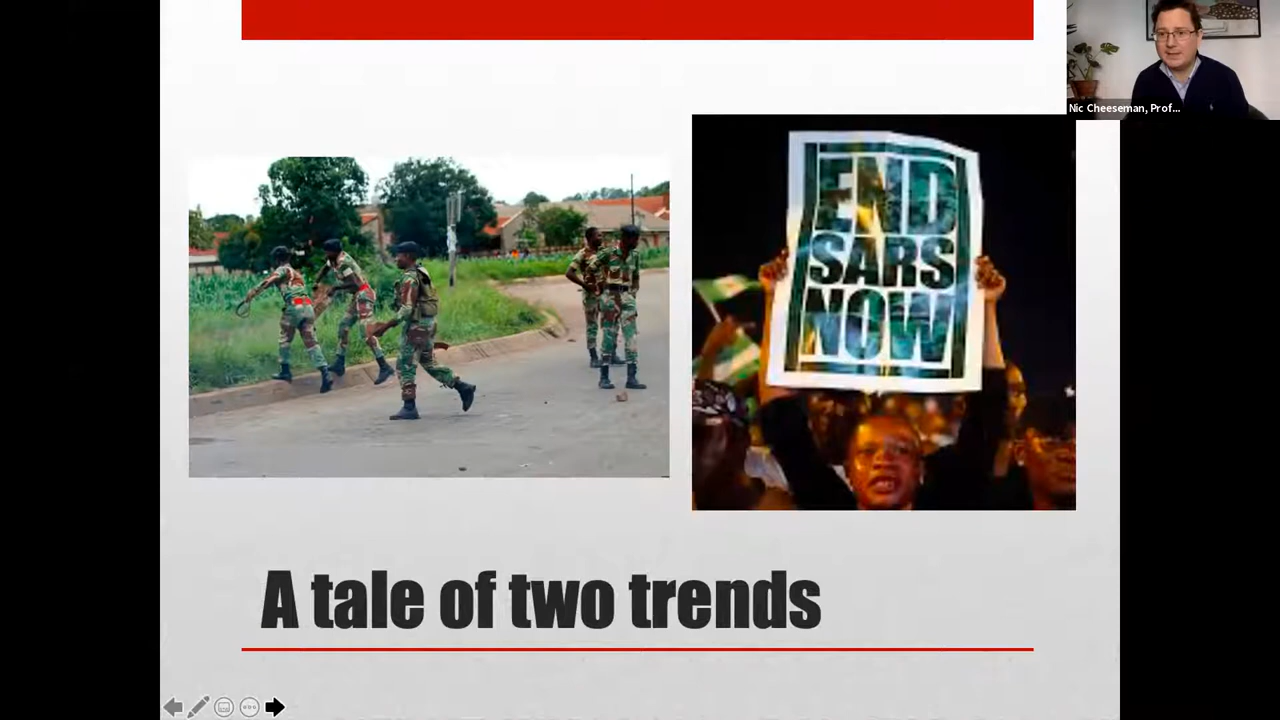 Nic Cheeseman, Prof...
END
SARS
NOW
A tale of two trends